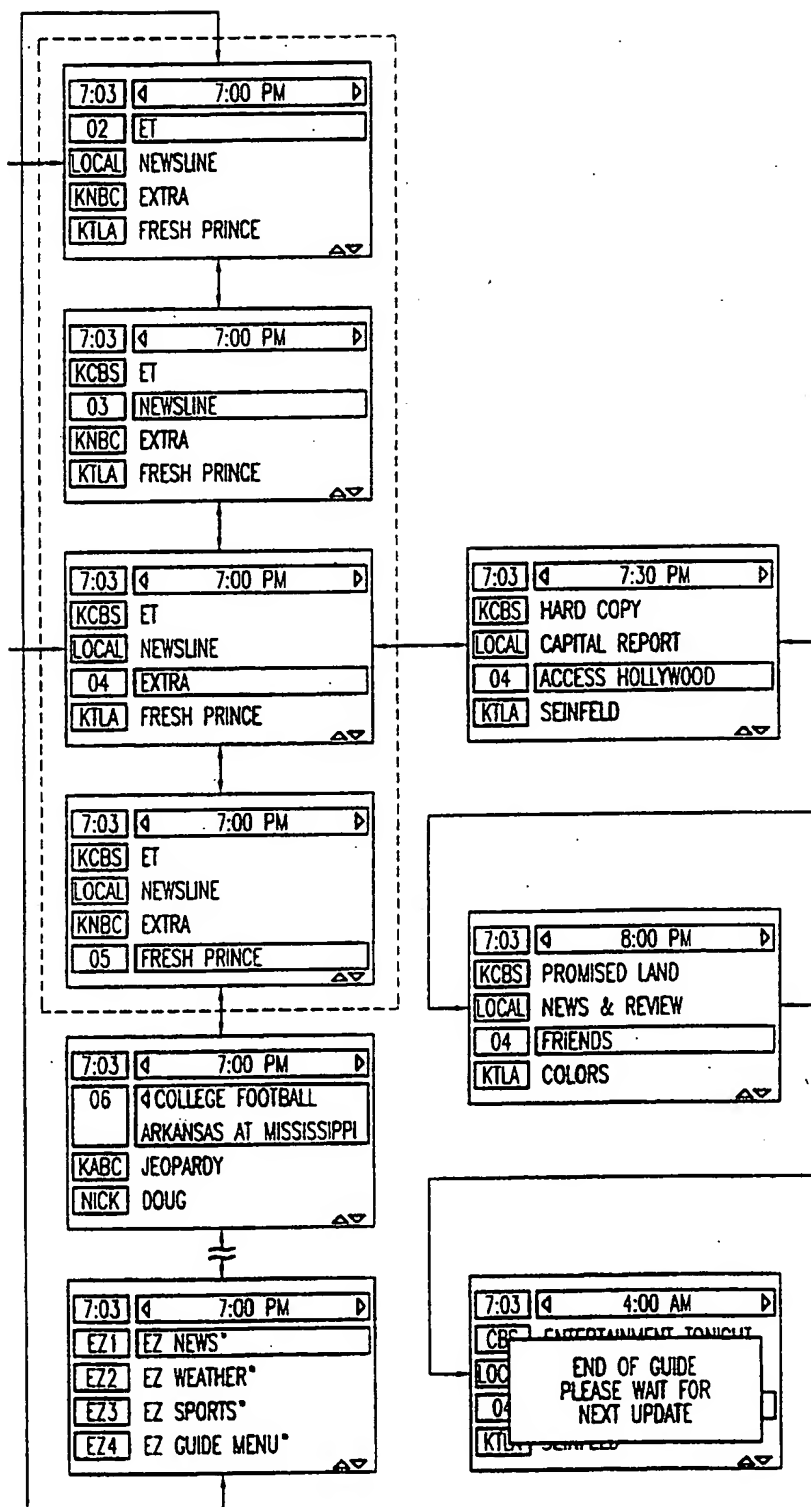 7:03 7:00 PM
02 ET
LOCAL NEWSLINE
KNBC EXTRA
KTLA FRESH PRINCE
7:03 7:00 PM
KCBS ET
03 NEWSLINE
KNBC EXTRA
KTLA FRESH PRINCE
7:03 7:00 PM
KCBS ET
LOCAL NEWSLINE
04 EXTRA
KTLA FRESH PRINCE
7:03 7:00 PM
KCBS ET
LOCAL NEWSLINE
KNBC EXTRA
05 FRESH PRINCE
7:03 7:00 PM
06 COLLEGE FOOTBALL
ARKANSAS AT MISSISSIPPI
KABC JEOPARDY
NICK DOUG
7:03 7:00 PM
EZ1 EZ NEWS*
EZ2 EZ WEATHER*
EZ3 EZ SPORTS*
EZ4 EZ GUIDE MENU*
7:03 7:30 PM
KCBS HARD COPY
LOCAL CAPITAL REPORT
04 ACCESS HOLLYWOOD
KTLA SEINFELD
7:03 8:00 PM
KCBS PROMISED LAND
LOCAL NEWS & REVIEW
04 FRIENDS
KTLA COLORS
7:03 4:00 AM
CBS ENTERTAINMENT TONIGHT
LOC END OF GUIDE
PLEASE WAIT FOR
04 NEXT UPDATE
KTLA SEINFELD